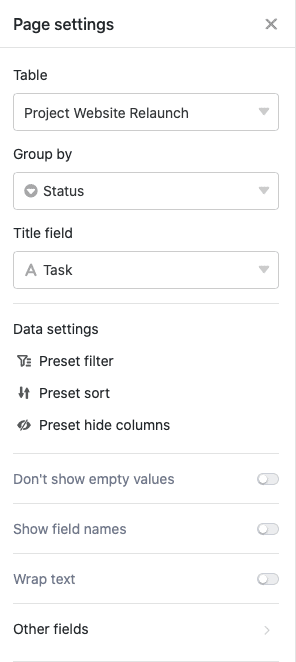 Page settings
Table
Project Website Relaunch
Group by
Status
Title field
Task
Data settings
Preset filter
Preset sort
Preset hide columns
Don't show empty values
Show field names
Wrap text
Other fields